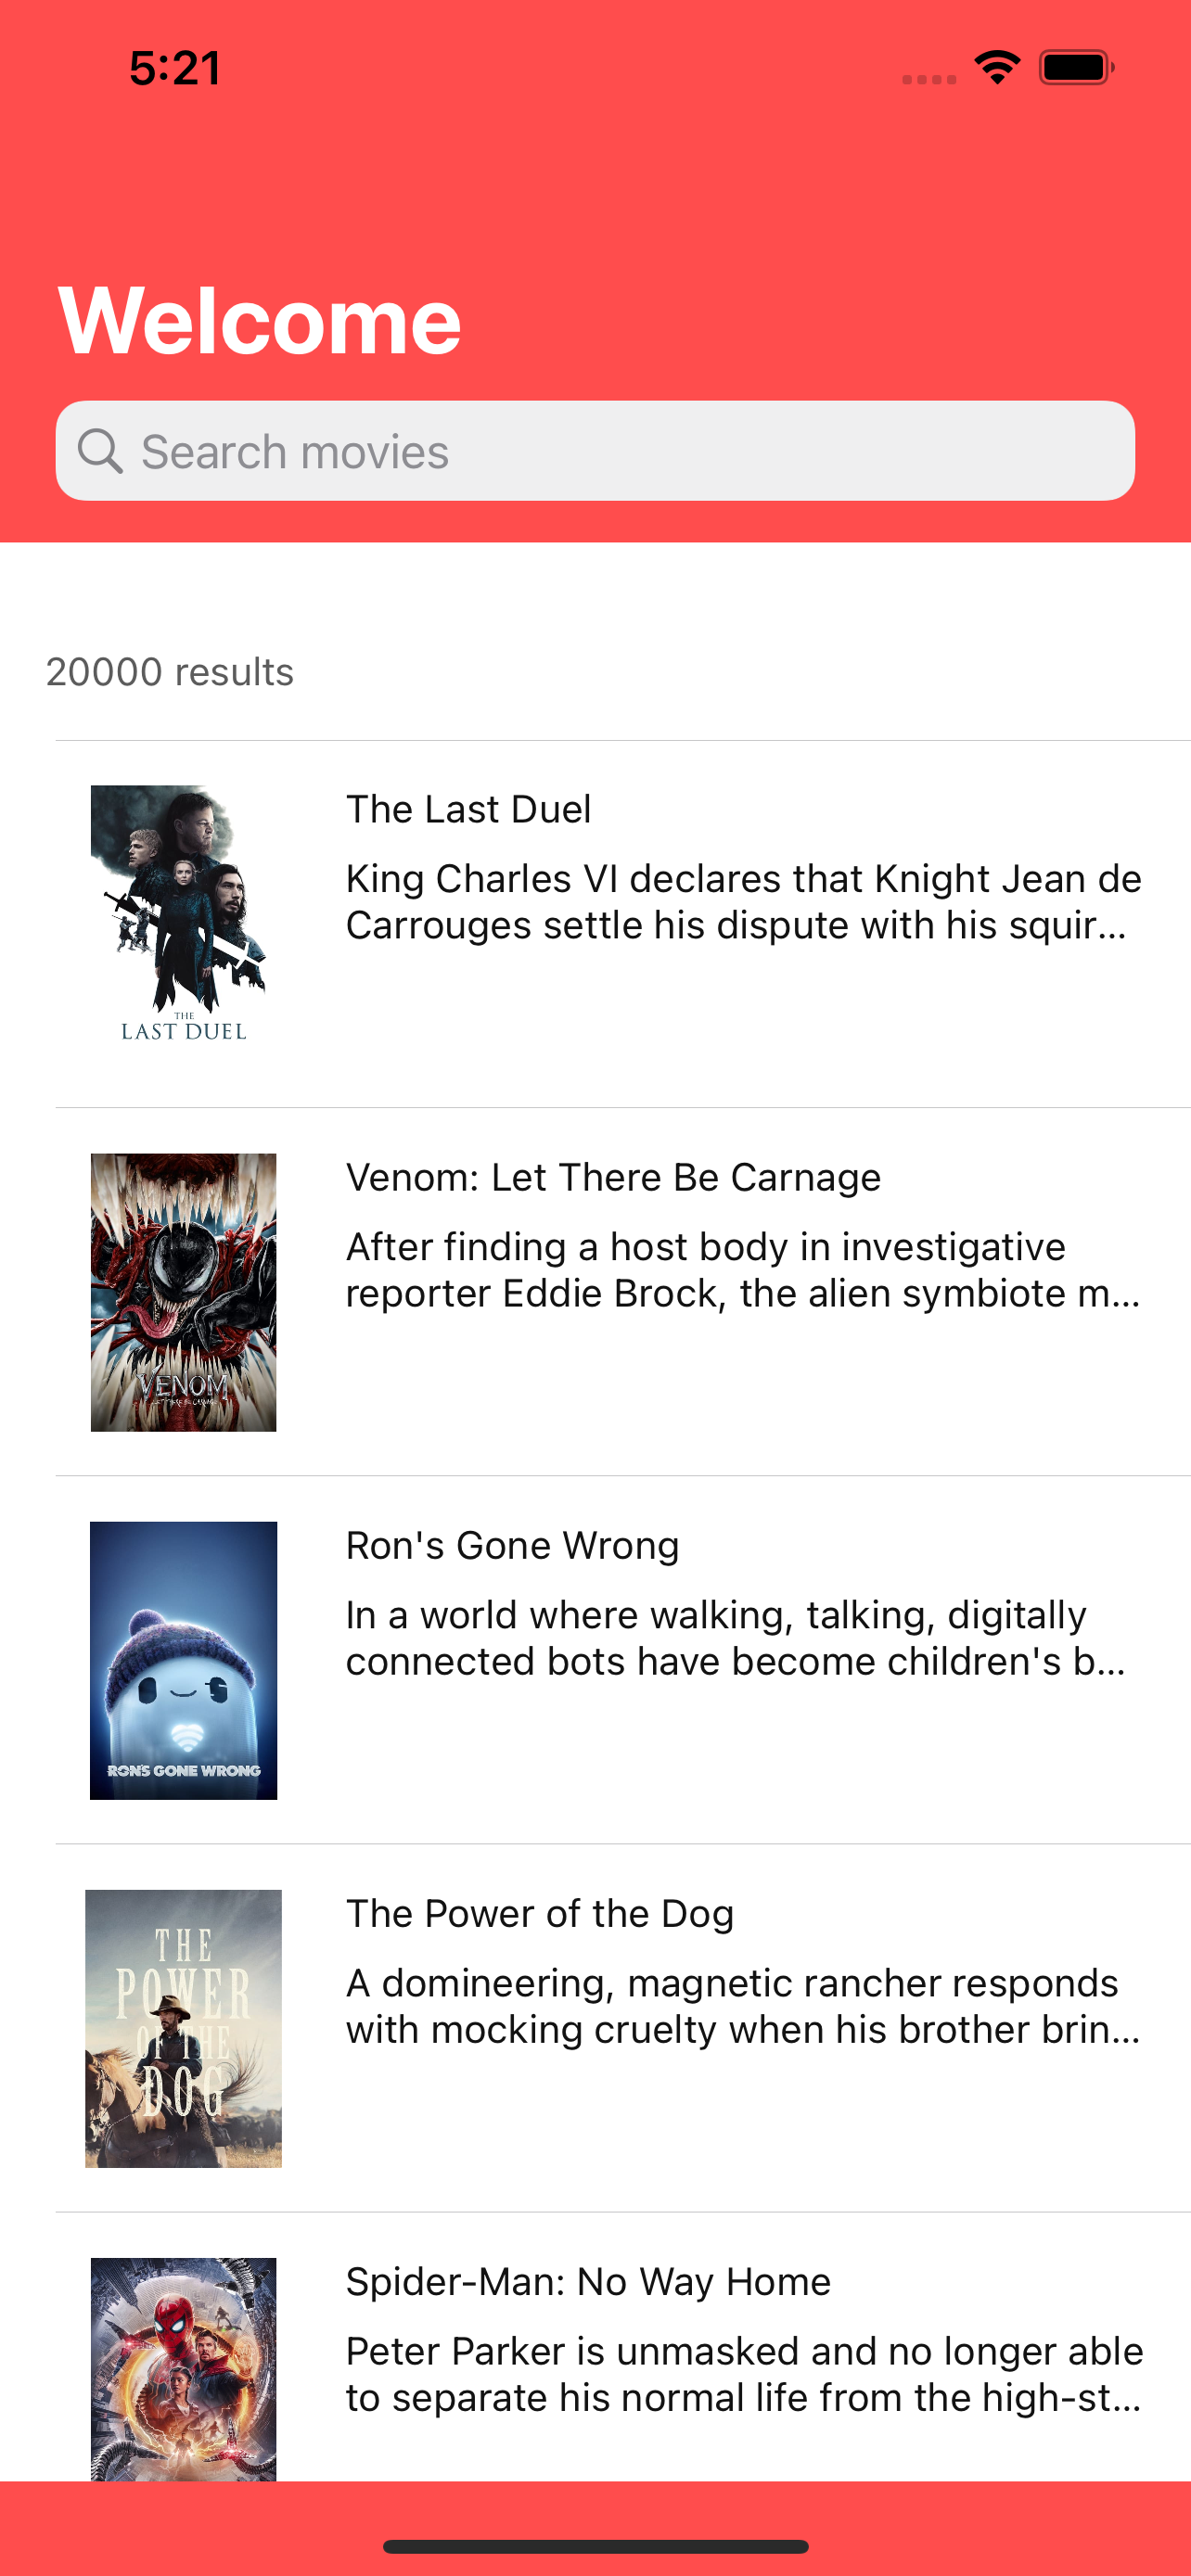 5:21
Welcome
Search movies
20000 results
The Last Duel
King Charles VI declares that Knight Jean de
Carrouges settle his dispute with his squir...
THE
LAST DUEL
Venom: Let There Be Carnage
After finding a host body in investigative
reporter Eddie Brock, the alien symbiote m...
VENOM
LET THERE BE CARNAGE
Ron's Gone Wrong
In a world where walking, talking, digitally
connected bots have become children's b...
RON'S GONE WRONG
The Power of the Dog
A domineering, magnetic rancher responds
with mocking cruelty when his brother brin...
THE
POWER
OF THE
DOG
Spider-Man: No Way Home
Peter Parker is unmasked and no longer able
to separate his normal life from the high-st...